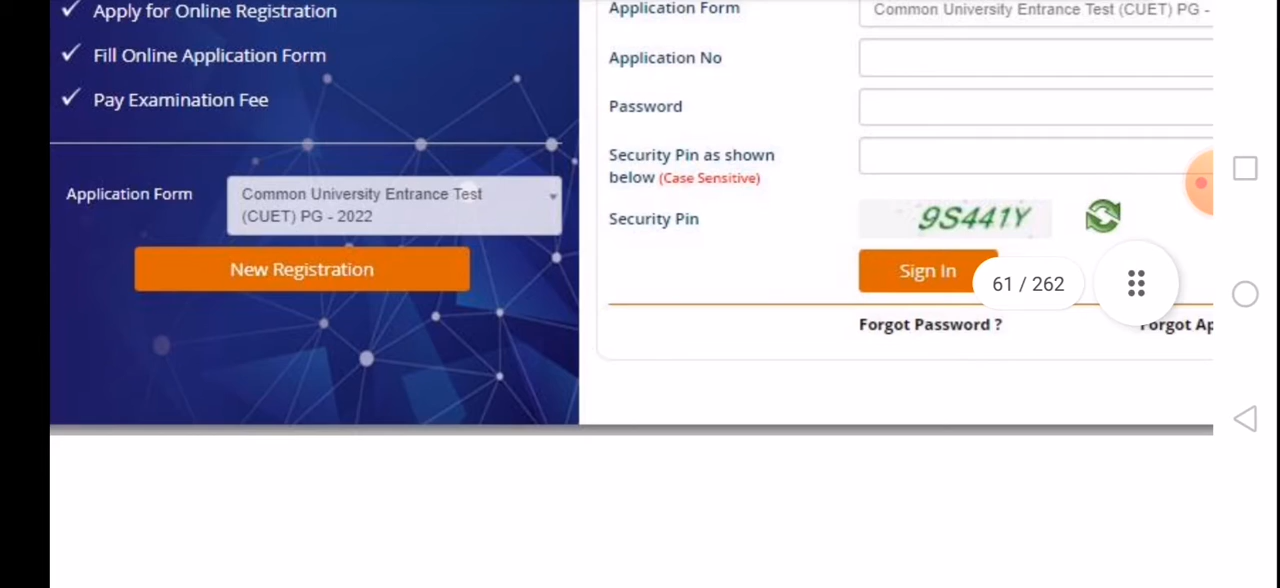 Apply for Online Registration
Fill Online Application Form
Pay Examination Fee
Application Form
Common University Entrance Test
(CUET) PG - 2022
New Registration
Application Form
Common University Entrance Test (CUET) PG -
Application No
Password
Security Pin as shown
below (Case Sensitive)
Security Pin
9S441Y
Sign In
61 / 262
Forgot Password ?
Forgot Ap